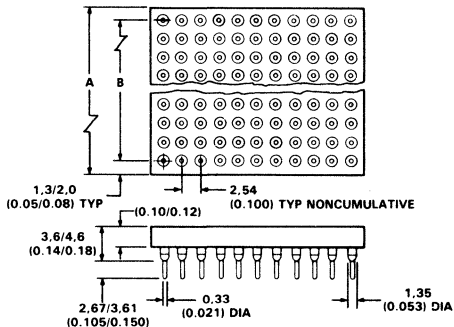 A
B
1,3/2,0
(0.05/0.08) TYP
2,54
(0.100) TYP NONCUMULATIVE
(0.10/0.12)
3,6/4,6
(0.14/0.18)
2,67/3,61
(0.105/0.150)
0,33
(0.021) DIA
1,35
(0.053) DIA